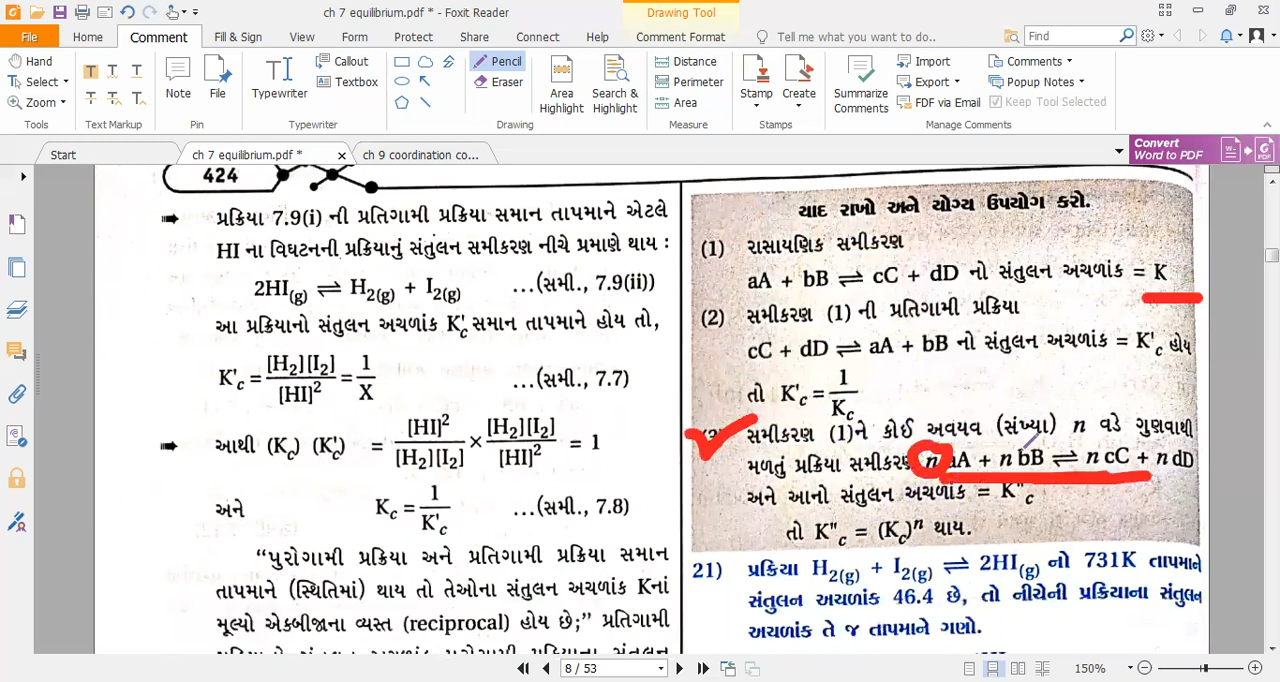 ch 7 equilibrium.pdf * - Foxit Reader
Drawing Tool
File Home Comment Fill & Sign View Form Protect Share Connect Help Comment Format Tell me what you want to do.. Find
Hand
Select
Zoom
Tools
Text Markup
Note
File
Pin
Typewriter
Callout
Textbox
Typewriter
Pencil
Eraser
Area Highlight
Search & Highlight
Drawing
Distance
Perimeter
Area
Measure
Stamp
Create
Stamps
Summarize Comments
Import
Export
FDF via Email
Comments
Popup Notes
Keep Tool Selected
Manage Comments
Start
ch 7 equilibrium.pdf *
ch 9 coordination co...
Convert
Word to PDF
424
પ્રક્રિયા 7.9(i) ની પ્રતિગામી પ્રક્રિયા સમાન તાપમાને એટલે
HI ના વિઘટનની પ્રક્રિયાનું સંતુલન સમીકરણ નીચે પ્રમાણે થાય :
2HI(g) ⇌ H2(g) + I2(g) ...(સમી., 7.9(ii))
આ પ્રક્રિયાનો સંતુલન અચળાંક K'c સમાન તાપમાને હોય તો,
K'c = [H2][I2] / [HI]² = 1/X ...(સમી., 7.7)
આથી (Kc) (K'c) = [HI]² / [H2][I2] × [H2][I2] / [HI]² = 1
અને Kc = 1/K'c ...(સમી., 7.8)
“પુરોગામી પ્રક્રિયા અને પ્રતિગામી પ્રક્રિયા સમાન
તાપમાને (સ્થિતિમાં) થાય તો તેઓના સંતુલન અચળાંક Kનાં
મૂલ્યો એકબીજાના વ્યસ્ત (reciprocal) હોય છે;” પ્રતિગામી
યાદ રાખો અને યોગ્ય ઉપયોગ કરો.
(1) રાસાયણિક સમીકરણ
aA + bB ⇌ cC + dD નો સંતુલન અચળાંક = K
(2) સમીકરણ (1) ની પ્રતિગામી પ્રક્રિયા
cC + dD ⇌ aA + bB નો સંતુલન અચળાંક = K'c હોય
તો K'c = 1/Kc
સમીકરણ (1)ને કોઈ અવયવ (સંખ્યા) n વડે ગુણવાથી
મળતું પ્રક્રિયા સમીકરણ n aA + n bB ⇌ n cC + n dD
અને આનો સંતુલન અચળાંક = K"c
તો K"c = (Kc)ⁿ થાય.
21) પ્રક્રિયા H2(g) + I2(g) ⇌ 2HI(g) નો 731K તાપમાને
સંતુલન અચળાંક 46.4 છે, તો નીચેની પ્રક્રિયાના સંતુલન
અચળાંક તે જ તાપમાને ગણો.
8 / 53
150%